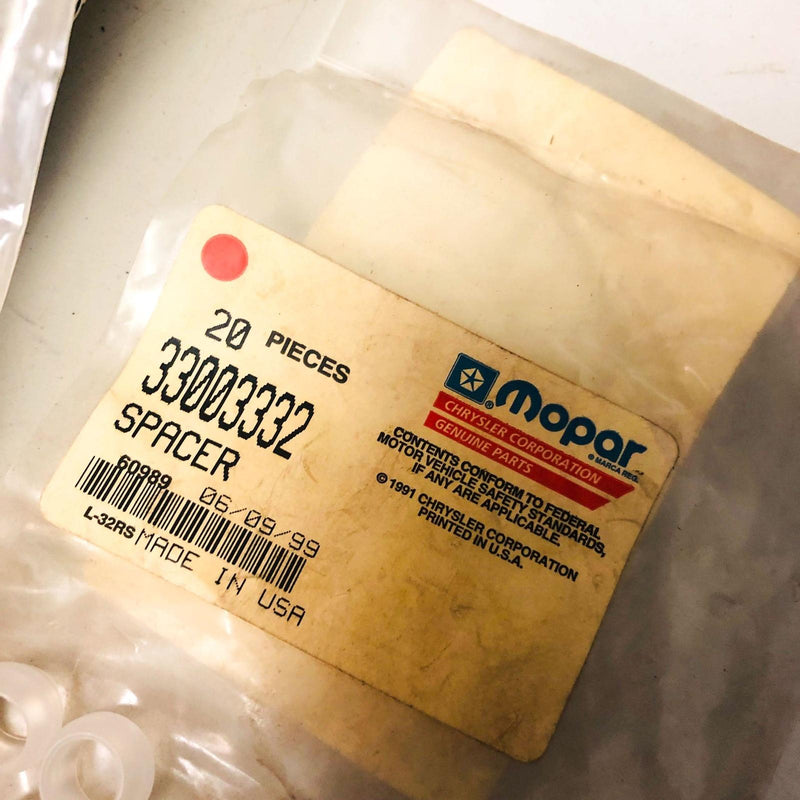 20 PIECES
33003332
SPACER
60989 06/09/99
L-32RS MADE IN USA
® Mopar
® MARCA REG.
CHRYSLER CORPORATION
GENUINE PARTS
CONTENTS CONFORM TO FEDERAL
MOTOR VEHICLE SAFETY STANDARDS,
IF ANY ARE APPLICABLE.
© 1991 CHRYSLER CORPORATION
PRINTED IN U.S.A.